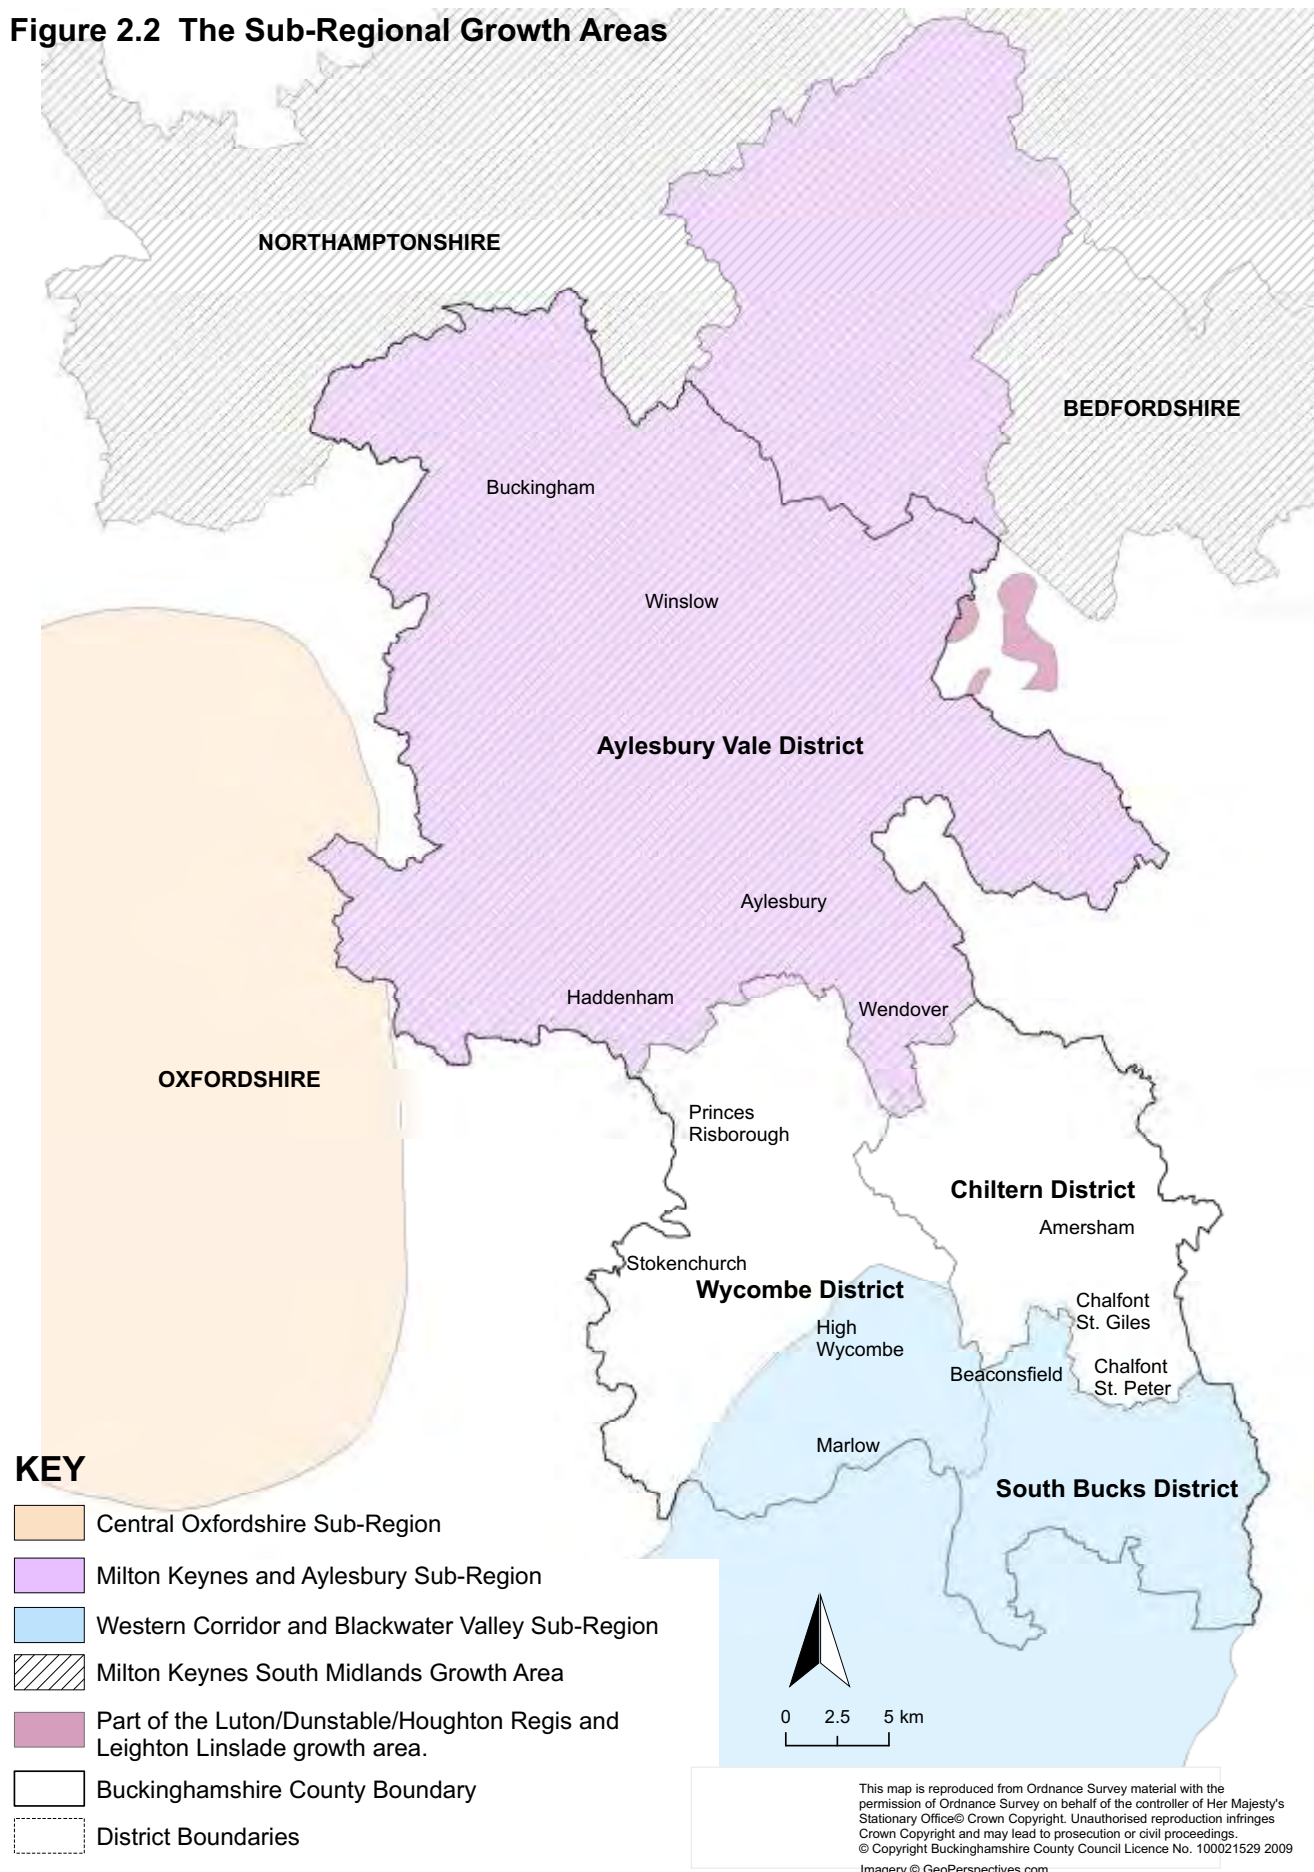 Figure 2.2 The Sub-Regional Growth Areas
NORTHAMPTONSHIRE
BEDFORDSHIRE
Buckingham
Winslow
Aylesbury Vale District
Aylesbury
Haddenham
Wendover
OXFORDSHIRE
Princes
Risborough
Chiltern District
Amersham
Stokenchurch
Wycombe District
High
Wycombe
Chalfont
St. Giles
Beaconsfield
Chalfont
St. Peter
Marlow
South Bucks District
KEY
Central Oxfordshire Sub-Region
Milton Keynes and Aylesbury Sub-Region
Western Corridor and Blackwater Valley Sub-Region
Milton Keynes South Midlands Growth Area
Part of the Luton/Dunstable/Houghton Regis and
Leighton Linslade growth area.
Buckinghamshire County Boundary
District Boundaries
0 2.5 5 km
This map is reproduced from Ordnance Survey material with the
permission of Ordnance Survey on behalf of the controller of Her Majesty's
Stationary Office© Crown Copyright. Unauthorised reproduction infringes
Crown Copyright and may lead to prosecution or civil proceedings.
© Copyright Buckinghamshire County Council Licence No. 100021529 2009
Imagery © GeoPerspectives.com